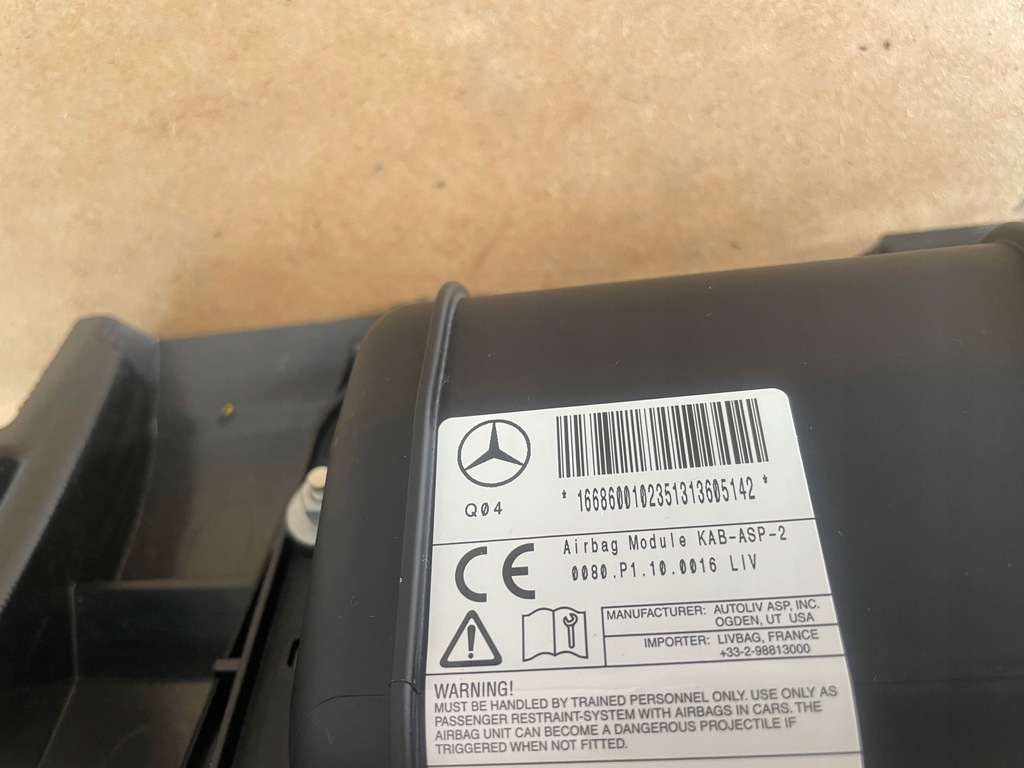 * 16686001023513136051 42 *
Q04
CE
Airbag Module KAB-ASP-2
0080.P1.10.0016 LIV
MANUFACTURER: AUTOLIV ASP, INC.
OGDEN, UT USA
IMPORTER: LIVBAG, FRANCE
+33-2-98813000
WARNING!
MUST BE HANDLED BY TRAINED PERSONNEL ONLY. USE ONLY AS
PASSENGER RESTRAINT-SYSTEM WITH AIRBAGS IN CARS. THE
AIRBAG UNIT CAN BECOME A DANGEROUS PROJECTILE IF
TRIGGERED WHEN NOT FITTED.